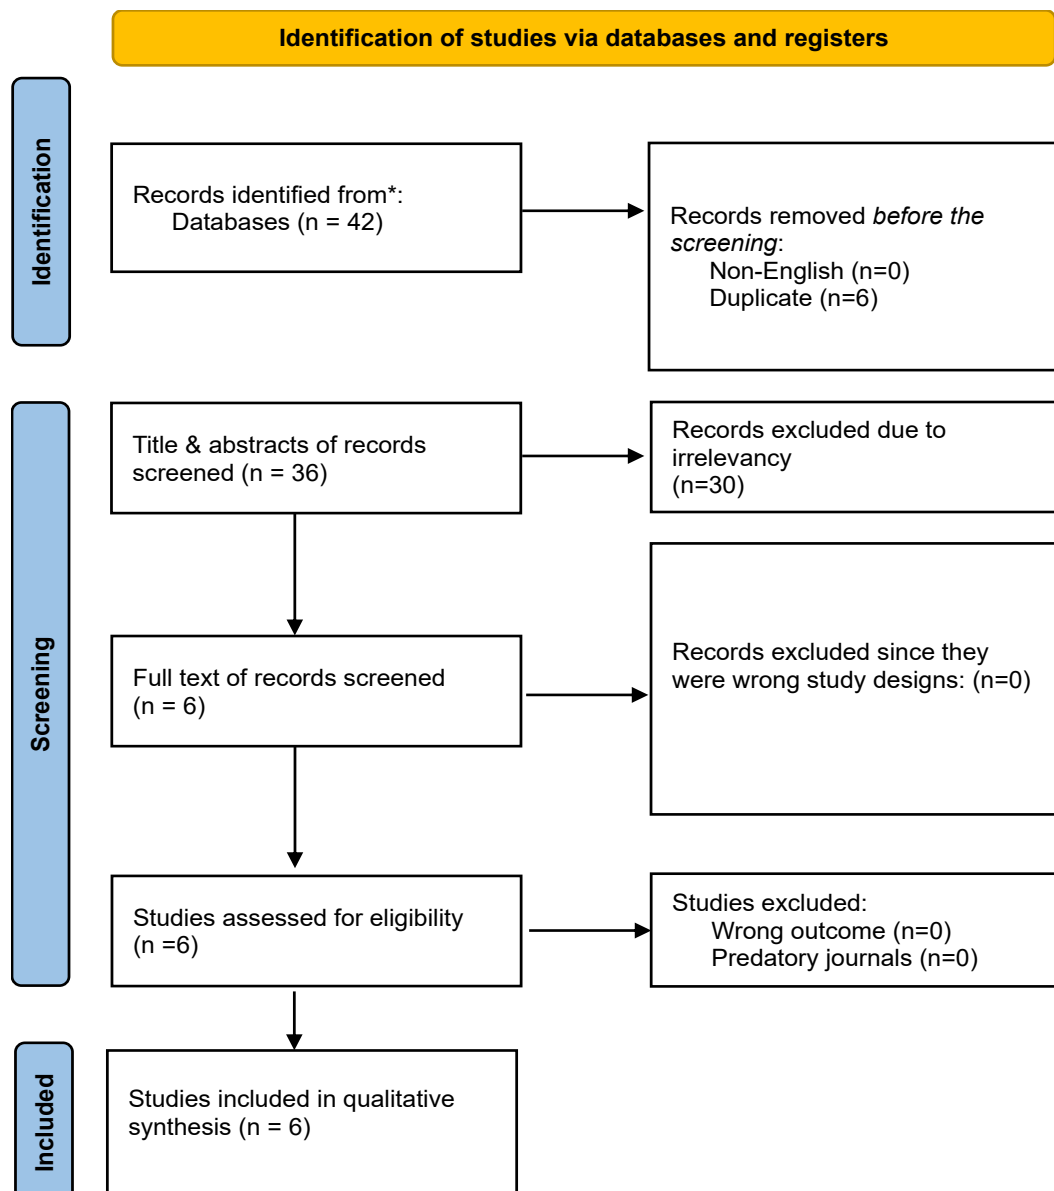 Identification of studies via databases and registers
Identification
Records identified from*:
Databases (n = 42)
Records removed before the
screening:
Non-English (n=0)
Duplicate (n=6)
Screening
Title & abstracts of records
screened (n = 36)
Records excluded due to
irrelevancy
(n=30)
Full text of records screened
(n = 6)
Records excluded since they
were wrong study designs: (n=0)
Studies assessed for eligibility
(n =6)
Studies excluded:
Wrong outcome (n=0)
Predatory journals (n=0)
Included
Studies included in qualitative
synthesis (n = 6)